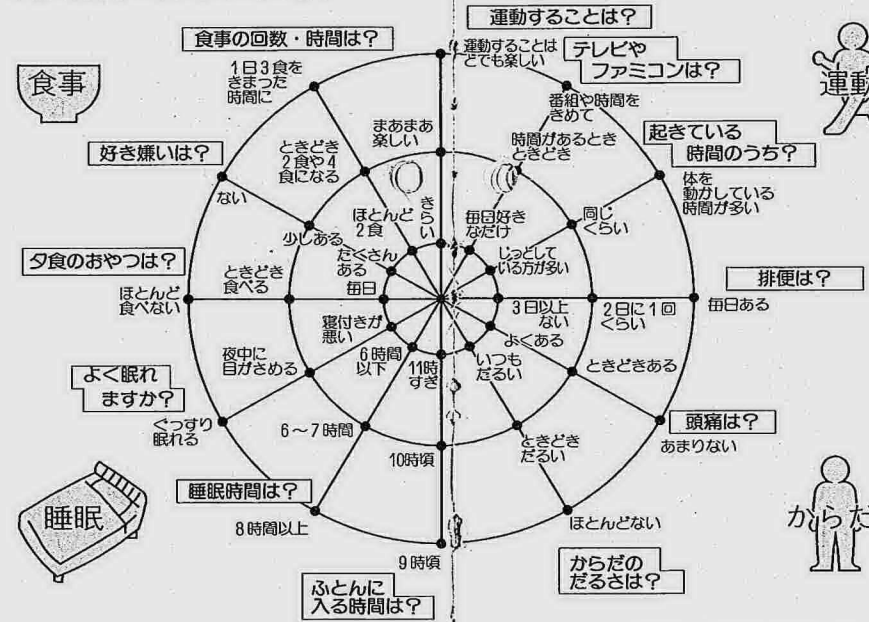 運動することは?
食事の回数・時間は?
運動することは
どても楽しい
テレビや
ファミコンは?
食事
1日3食を
きまった
時間に
運動
番組や時間を
きめて
まあまあ
楽しい
時間があるとき
ときどき
起きている
時間のうち?
好き嫌いは?
ときどき
2食や4
食になる
体を
動かしている
時間が多い
ない
ほとんど
2食
きらい
毎日好き
なだけ
同じ
くらい
少しある
たくさん
ある
じっとして
いる方が多い
夕食のおやつは?
ときどき
食べる
毎日
排便は?
ほとんど
食べない
3日以上
ない
2日に1回
くらい
毎日ある
寝付きが
悪い
よくある
夜中に
目がさめる
6時間
以下
11時
すぎ
いつも
だるい
ときどきある
よく眠れ
ますか?
ぐっすり
眠れる
頭痛は?
あまりない
6〜7時間
10時頃
ときどき
だるい
睡眠時間は?
睡眠
8時間以上
ほとんどない
からだ
9時頃
ふとんに
入る時間は?
からだの
だるさは?